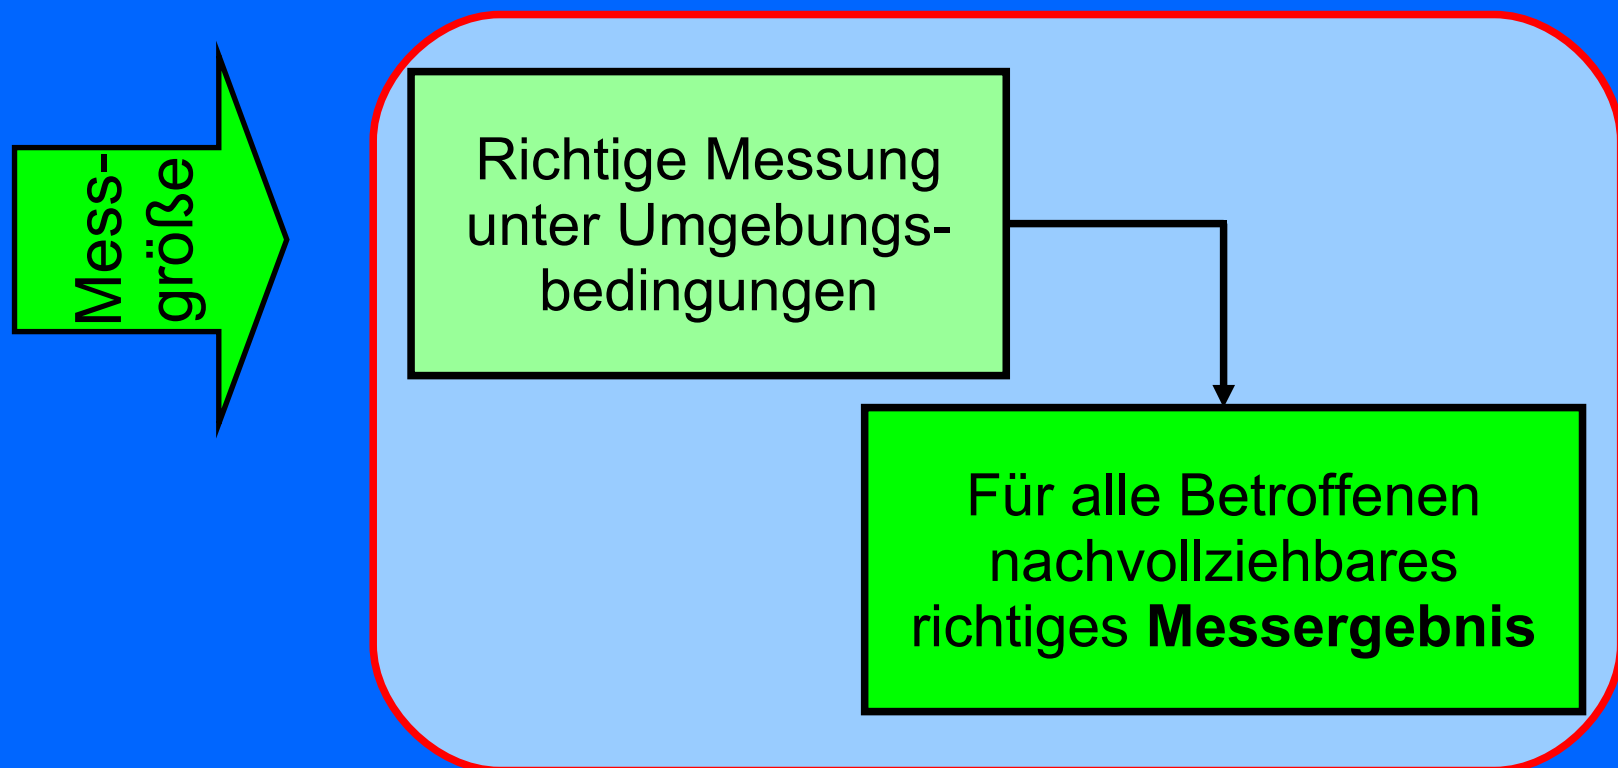 Mess-
größe
Richtige Messung
unter Umgebungs-
bedingungen
Für alle Betroffenen
nachvollziehbares
richtiges Messergebnis